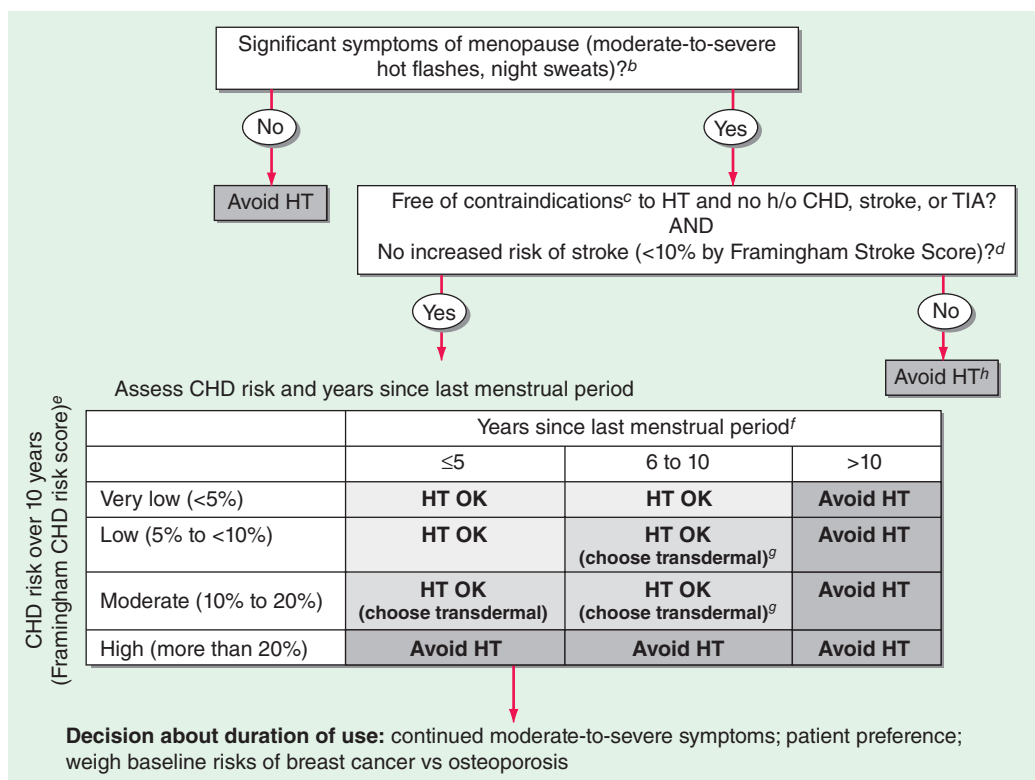 Significant symptoms of menopause (moderate-to-severe
hot flashes, night sweats)?b
No
Yes
Avoid HT
Free of contraindicationsc to HT and no h/o CHD, stroke, or TIA?
AND
No increased risk of stroke (<10% by Framingham Stroke Score)?d
Yes
No
Avoid HTh
Assess CHD risk and years since last menstrual period
CHD risk over 10 years
(Framingham CHD risk score)e
Years since last menstrual periodf
≤5 6 to 10 >10
Very low (<5%) HT OK HT OK Avoid HT
Low (5% to <10%) HT OK HT OK Avoid HT
(choose transdermal)g
Moderate (10% to 20%) HT OK HT OK Avoid HT
(choose transdermal) (choose transdermal)g
High (more than 20%) Avoid HT Avoid HT Avoid HT
Decision about duration of use: continued moderate-to-severe symptoms; patient preference;
weigh baseline risks of breast cancer vs osteoporosis